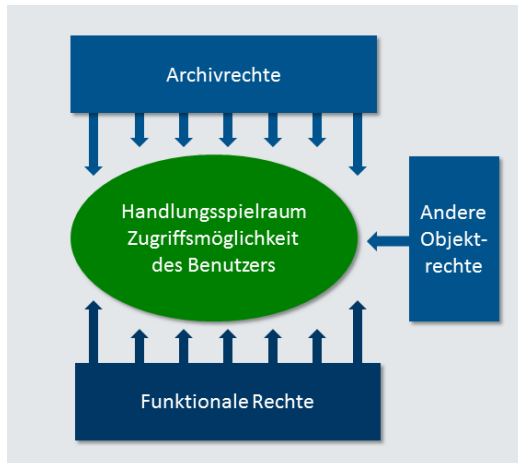 Archivrechte
Handlungsspielraum
Zugriffsmöglichkeit
des Benutzers
Andere
Objekt-
rechte
Funktionale Rechte